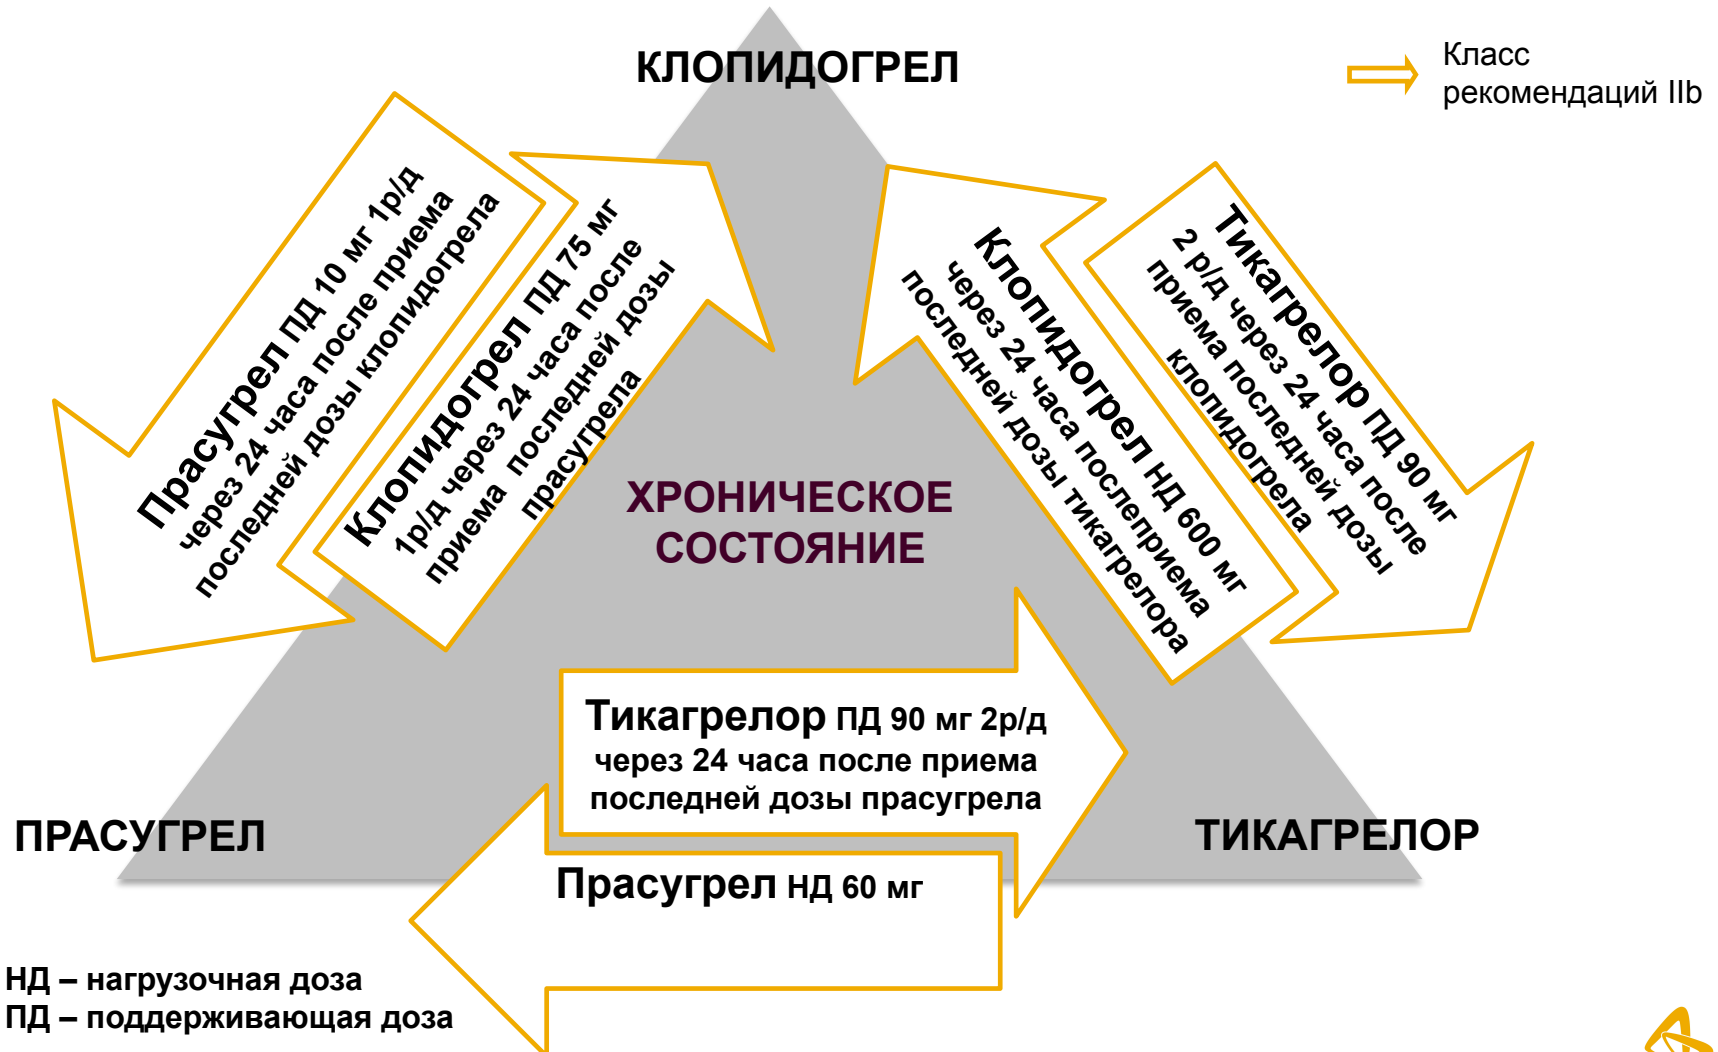 КЛОПИДОГРЕЛ
Класс
рекомендаций IIb
Прасугрел ПД 10 мг 1р/д
через 24 часа после приема
последней дозы клопидогрела
Клопидогрел ПД 75 мг
1р/д через 24 часа после
приема последней дозы
прасугрела
Клопидогрел НД 600 мг
через 24 часа послеприема
последней дозы тикагрелора
Тикагрелор ПД 90 мг
2 р/д через 24 часа после
приема последней дозы
клопидогрела
ХРОНИЧЕСКОЕ
СОСТОЯНИЕ
Тикагрелор ПД 90 мг 2р/д
через 24 часа после приема
последней дозы прасугрела
ПРАСУГРЕЛ
ТИКАГРЕЛОР
Прасугрел НД 60 мг
НД – нагрузочная доза
ПД – поддерживающая доза